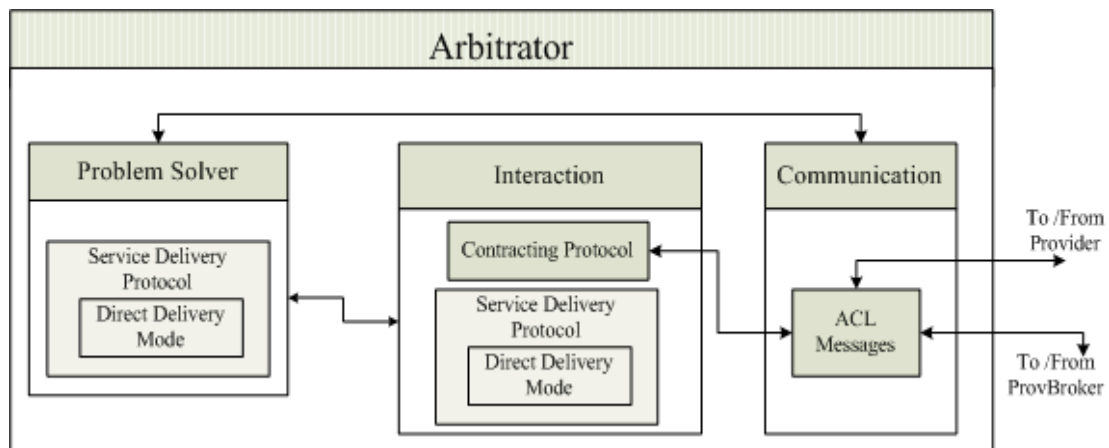 Arbitrator
Problem Solver
Service Delivery
Protocol
Direct Delivery
Mode
Interaction
Contracting Protocol
Service Delivery
Protocol
Direct Delivery
Mode
Communication
ACL
Messages
To /From
Provider
To /From
ProvBroker